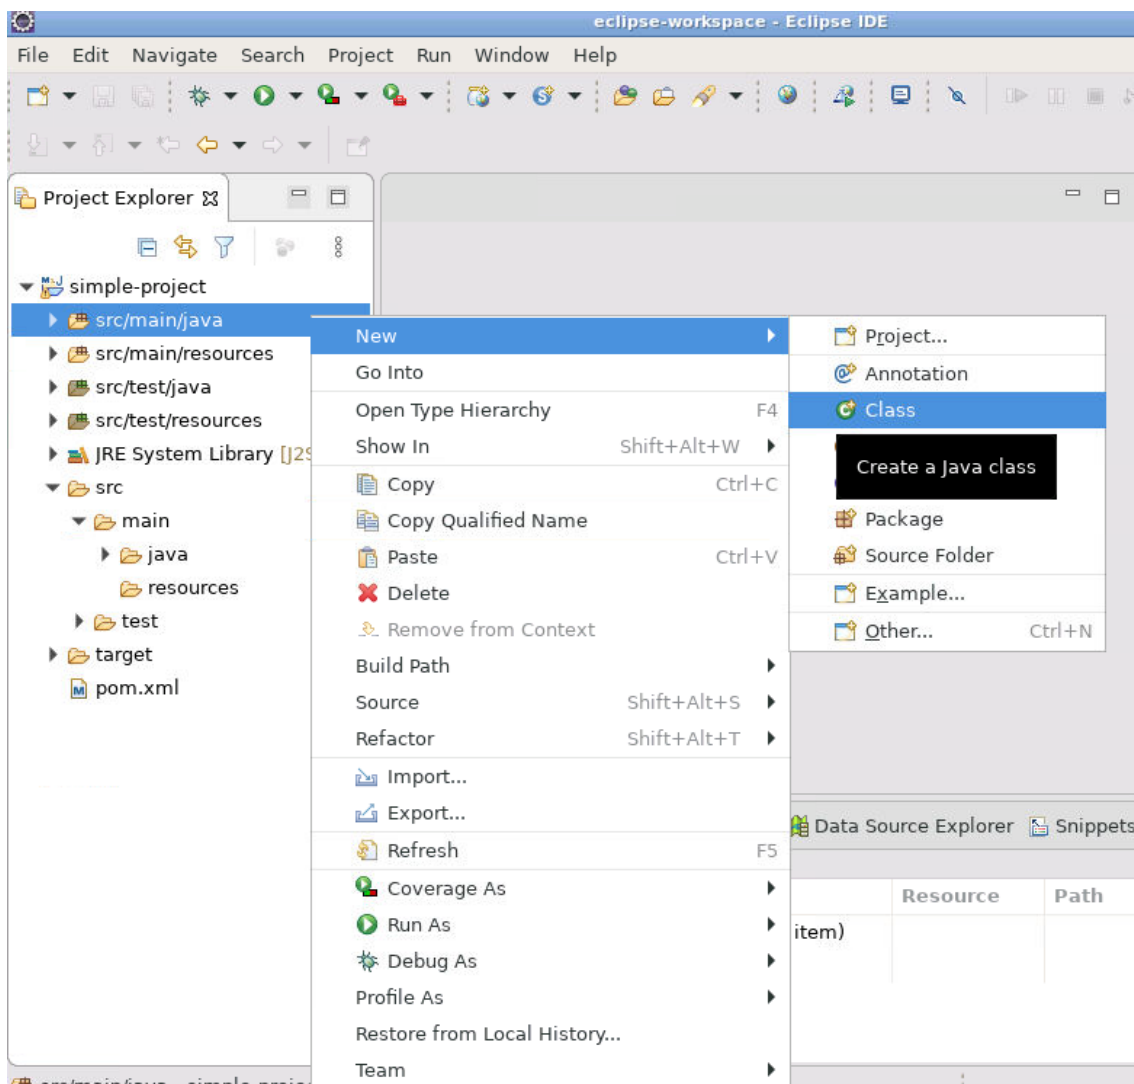 eclipse-workspace - Eclipse IDE
File Edit Navigate Search Project Run Window Help
Project Explorer
simple-project
src/main/java
src/main/resources
src/test/java
src/test/resources
JRE System Library [J2S
src
main
java
resources
test
target
pom.xml
New
Go Into
Open Type Hierarchy F4
Show In Shift+Alt+W
Copy Ctrl+C
Copy Qualified Name
Paste Ctrl+V
Delete
Remove from Context
Build Path
Source Shift+Alt+S
Refactor Shift+Alt+T
Import...
Export...
Refresh F5
Coverage As
Run As
Debug As
Profile As
Restore from Local History...
Team
Project...
Annotation
Class
Create a Java class
Package
Source Folder
Example...
Other... Ctrl+N
Data Source Explorer Snippets
Resource Path
item)